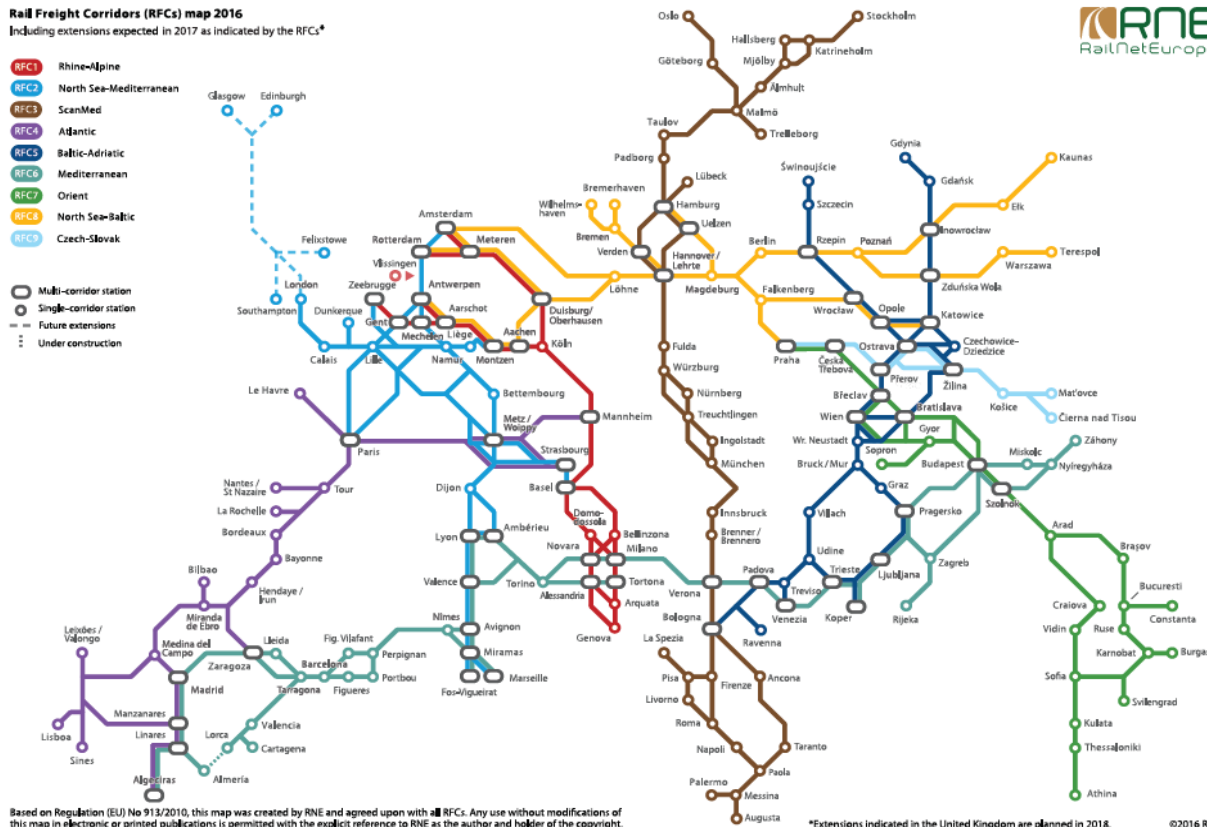 Rail Freight Corridors (RFCs) map 2016
Including extensions expected in 2017 as indicated by the RFCs*
RNE
RailNetEurop
RFC1 Rhine-Alpine
RFC2 North Sea-Mediterranean
RFC3 ScanMed
RFC4 Atlantic
RFC5 Baltic-Adriatic
RFC6 Mediterranean
RFC7 Orient
RFC8 North Sea-Baltic
RFC9 Czech-Slovak
Multi-corridor station
Single-corridor station
Future extensions
Under construction
Oslo
Stockholm
Hallsberg
Katrineholm
Göteborg
Mjölby
Älmhult
Malmö
Trelleborg
Taulov
Padborg
Glasgow
Edinburgh
Lübeck
Hamburg
Uelzen
Bremerhaven
Wilhelms-
haven
Bremen
Verden
Hannover /
Lehrte
Świnoujście
Szczecin
Gdynia
Gdańsk
Kaunas
Ełk
Inowrocław
Amsterdam
Rotterdam
Meteren
Vlissingen
Felixstowe
London
Southampton
Zeebrugge
Antwerpen
Dunkerque
Gent
Mechelen
Aarschot
Liège
Aachen
Montzen
Duisburg/
Oberhausen
Löhne
Magdeburg
Berlin
Rzepin
Poznań
Terespol
Warszawa
Zduńska Wola
Falkenberg
Wrocław
Opole
Katowice
Calais
Lille
Namur
Köln
Fulda
Praha
Česká
Třebova
Ostrava
Czechowice-
Dziedzice
Přerov
Žilina
Würzburg
Nürnberg
Treuchtlingen
Ingolstadt
München
Le Havre
Bettembourg
Metz /
Woippy
Mannheim
Strasbourg
Basel
Paris
Břeclav
Wien
Bratislava
Košice
Mat'ovce
Čierna nad Tisou
Wr. Neustadt
Sopron
Gyor
Budapest
Miskolc
Záhony
Nyíregyháza
Bruck / Mur
Graz
Szolnok
Nantes /
St Nazaire
Tour
La Rochelle
Bordeaux
Bayonne
Dijon
Ambérieu
Lyon
Domo-
dossola
Bellinzona
Innsbruck
Brenner /
Brennero
Villach
Pragersko
Arad
Brașov
Bilbao
Hendaye /
Irun
Miranda
de Ebro
Valence
Torino
Novara
Milano
Alessandria
Tortona
Verona
Padova
Udine
Treviso
Trieste
Ljubljana
Zagreb
Venezia
Koper
Rijeka
Bucuresti
Constanta
Craiova
Ruse
Vidin
Karnobat
Burgas
Leixões /
Valongo
Medina del
Campo
Lleida
Zaragoza
Fig. Vilafant
Perpignan
Nîmes
Avignon
Miramas
Barcelona
Tarragona
Figueres
Portbou
Fos-Vigueirat
Marseille
Arquata
Genova
Bologna
Ravenna
La Spezia
Pisa
Firenze
Ancona
Livorno
Roma
Sofia
Svilengrad
Madrid
Manzanares
Linares
Lorca
Valencia
Cartagena
Lisboa
Sines
Algeciras
Almería
Napoli
Taranto
Paola
Palermo
Messina
Augusta
Kulata
Thessaloniki
Athina
Based on Regulation (EU) No 913/2010, this map was created by RNE and agreed upon with all RFCs. Any use without modifications of
this map in electronic or printed publications is permitted with the explicit reference to RNE as the author and holder of the copyright.
*Extensions indicated in the United Kingdom are planned in 2018.
©2016 R